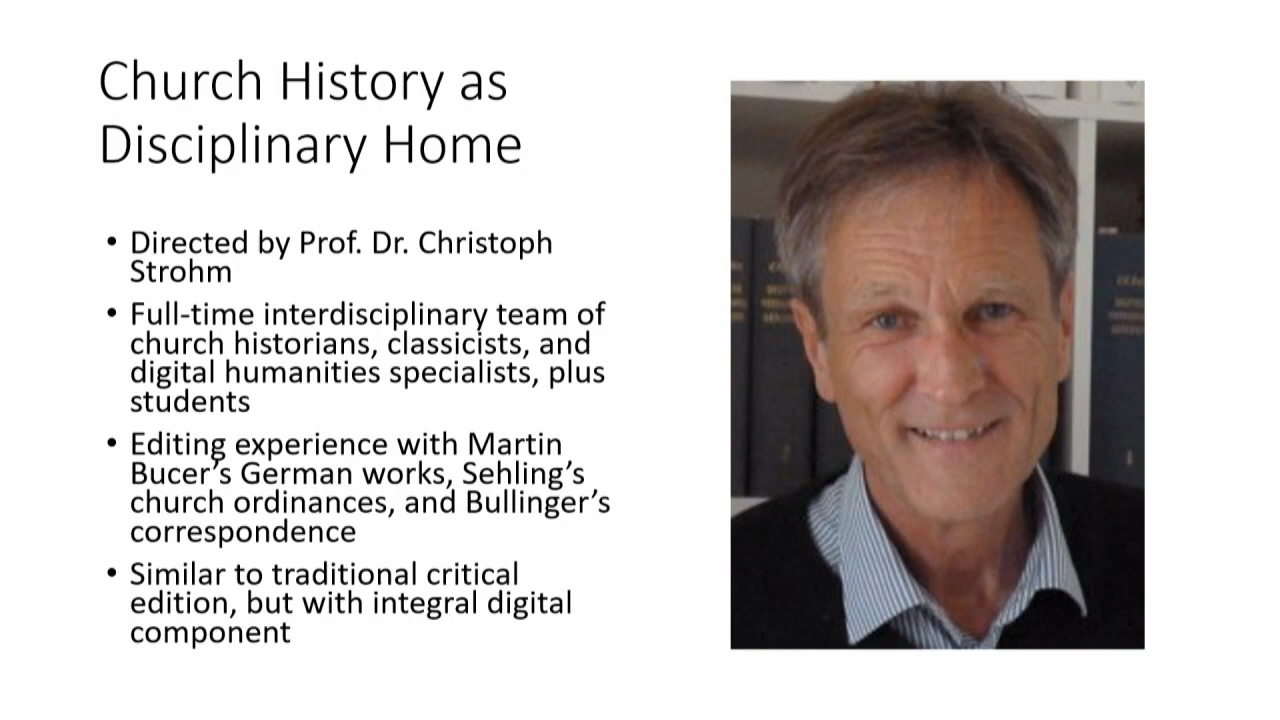 Church History as
Disciplinary Home
• Directed by Prof. Dr. Christoph
Strohm
• Full-time interdisciplinary team of
church historians, classicists, and
digital humanities specialists, plus
students
• Editing experience with Martin
Bucer’s German works, Sehling’s
church ordinances, and Bullinger’s
correspondence
• Similar to traditional critical
edition, but with integral digital
component